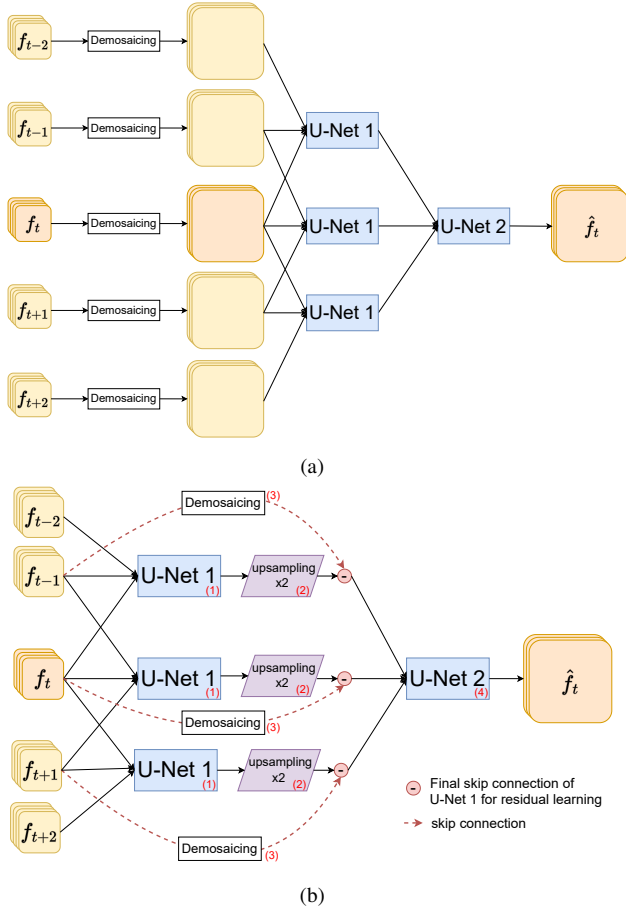 f_{t-2} Demosaicing
f_{t-1} Demosaicing
U-Net 1
f_t Demosaicing U-Net 1 U-Net 2 \hat{f}_t
f_{t+1} Demosaicing
U-Net 1
f_{t+2} Demosaicing
(a)
f_{t-2} Demosaicing (3)
f_{t-1} U-Net 1 (1) upsampling
x2 (2) -
f_t U-Net 1 (1) upsampling
x2 (2) - U-Net 2 (4) \hat{f}_t
Demosaicing (3)
f_{t+1} U-Net 1 (1) upsampling
x2 (2) -
f_{t+2} Demosaicing (3)
- Final skip connection of
U-Net 1 for residual learning
skip connection
(b)